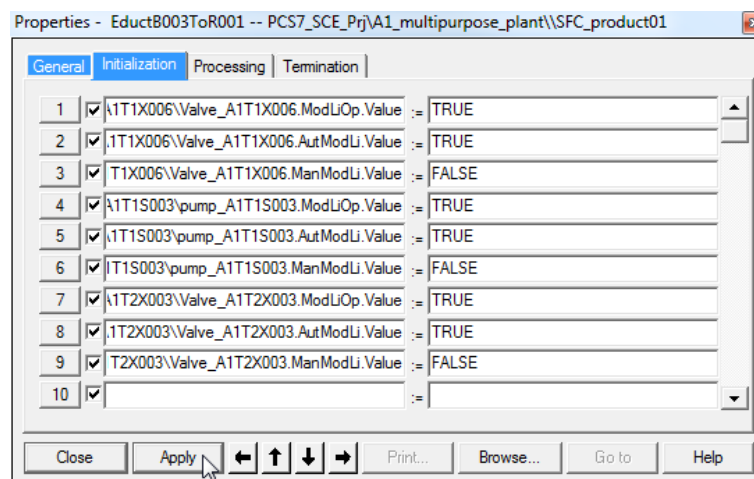 Properties - EductB003ToR001 -- PCS7_SCE_Prj\A1_multipurpose_plant\\SFC_product01
General Initialization Processing Termination
1 \1T1X006\Valve_A1T1X006.ModLiOp.Value := TRUE
2 .1T1X006\Valve_A1T1X006.AutModLi.Value := TRUE
3 T1X006\Valve_A1T1X006.ManModLi.Value := FALSE
4 \1T1S003\pump_A1T1S003.ModLiOp.Value := TRUE
5 \1T1S003\pump_A1T1S003.AutModLi.Value := TRUE
6 IT1S003\pump_A1T1S003.ManModLi.Value := FALSE
7 \1T2X003\Valve_A1T2X003.ModLiOp.Value := TRUE
8 .1T2X003\Valve_A1T2X003.AutModLi.Value := TRUE
9 T2X003\Valve_A1T2X003.ManModLi.Value := FALSE
10 :=
Close Apply Print... Browse... Go to Help